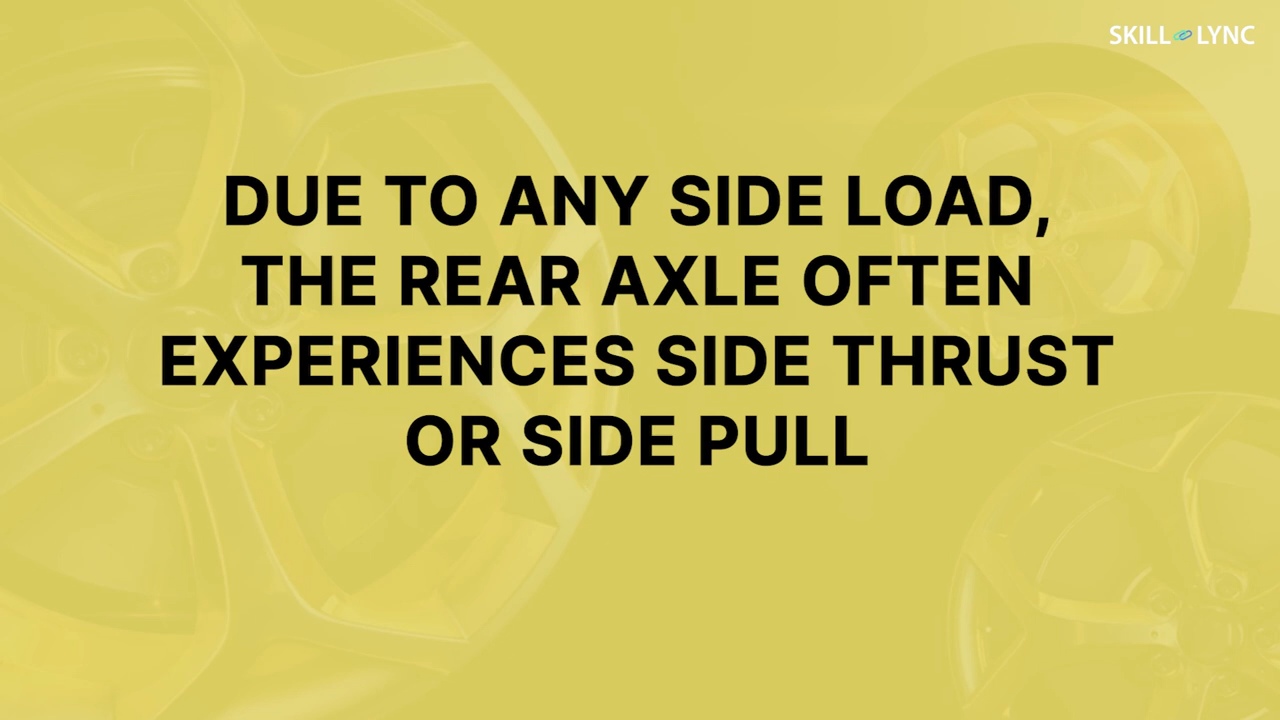 SKILL LYNC
DUE TO ANY SIDE LOAD,
THE REAR AXLE OFTEN
EXPERIENCES SIDE THRUST
OR SIDE PULL